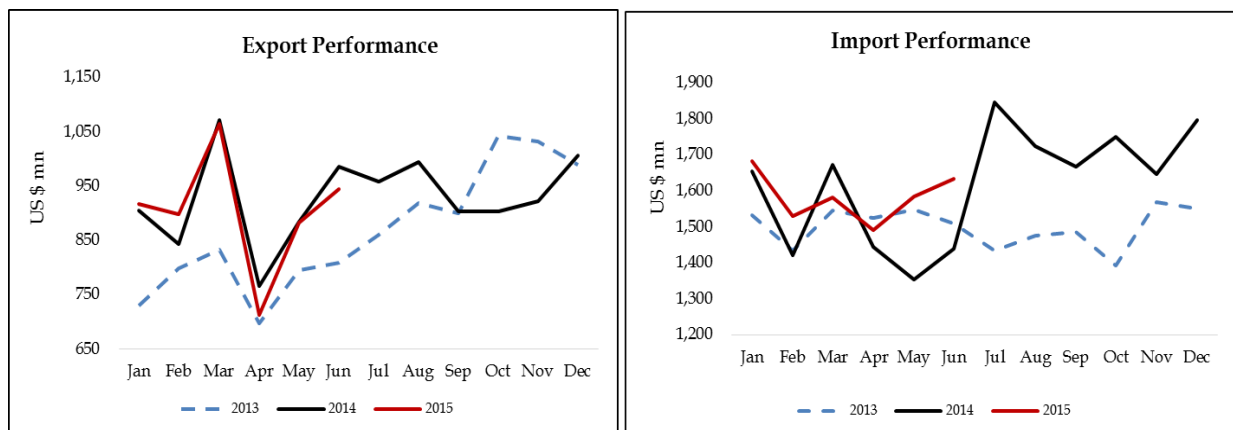 Export Performance
US $ mn
1,150
1,050
950
850
750
650
Jan Feb Mar Apr May Jun Jul Aug Sep Oct Nov Dec
2013 2014 2015
Import Performance
US $ mn
1,900
1,800
1,700
1,600
1,500
1,400
1,300
1,200
Jan Feb Mar Apr May Jun Jul Aug Sep Oct Nov Dec
2013 2014 2015